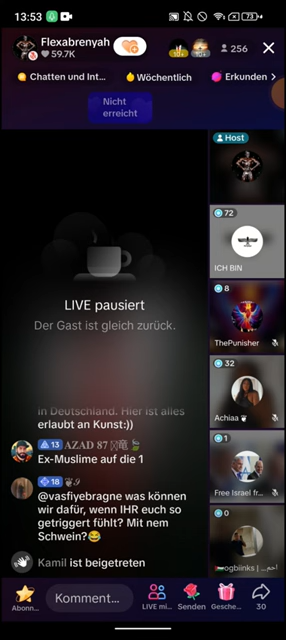 13:53
73
Flexabrenyah
59.7K
10+
10+
256
Chatten und Int...
Wöchentlich
Erkunden
Nicht
erreicht
Host
LIVE pausiert
Der Gast ist gleich zurück.
72
ICH BIN
8
ThePunisher
32
Achiaa
1
Free Israel fr...
0
in Deutschland. Hier ist alles
erlaubt an Kunst:))
13 AZAD 87
Ex-Muslime auf die 1
18
@vasfiyebragne was können
wir dafür, wenn IHR euch so
getriggert fühlt? Mit nem
Schwein?😂
Kamil ist beigetreten
Abonn...
Komment...
LIVE mi...
Senden
Gesche...
30